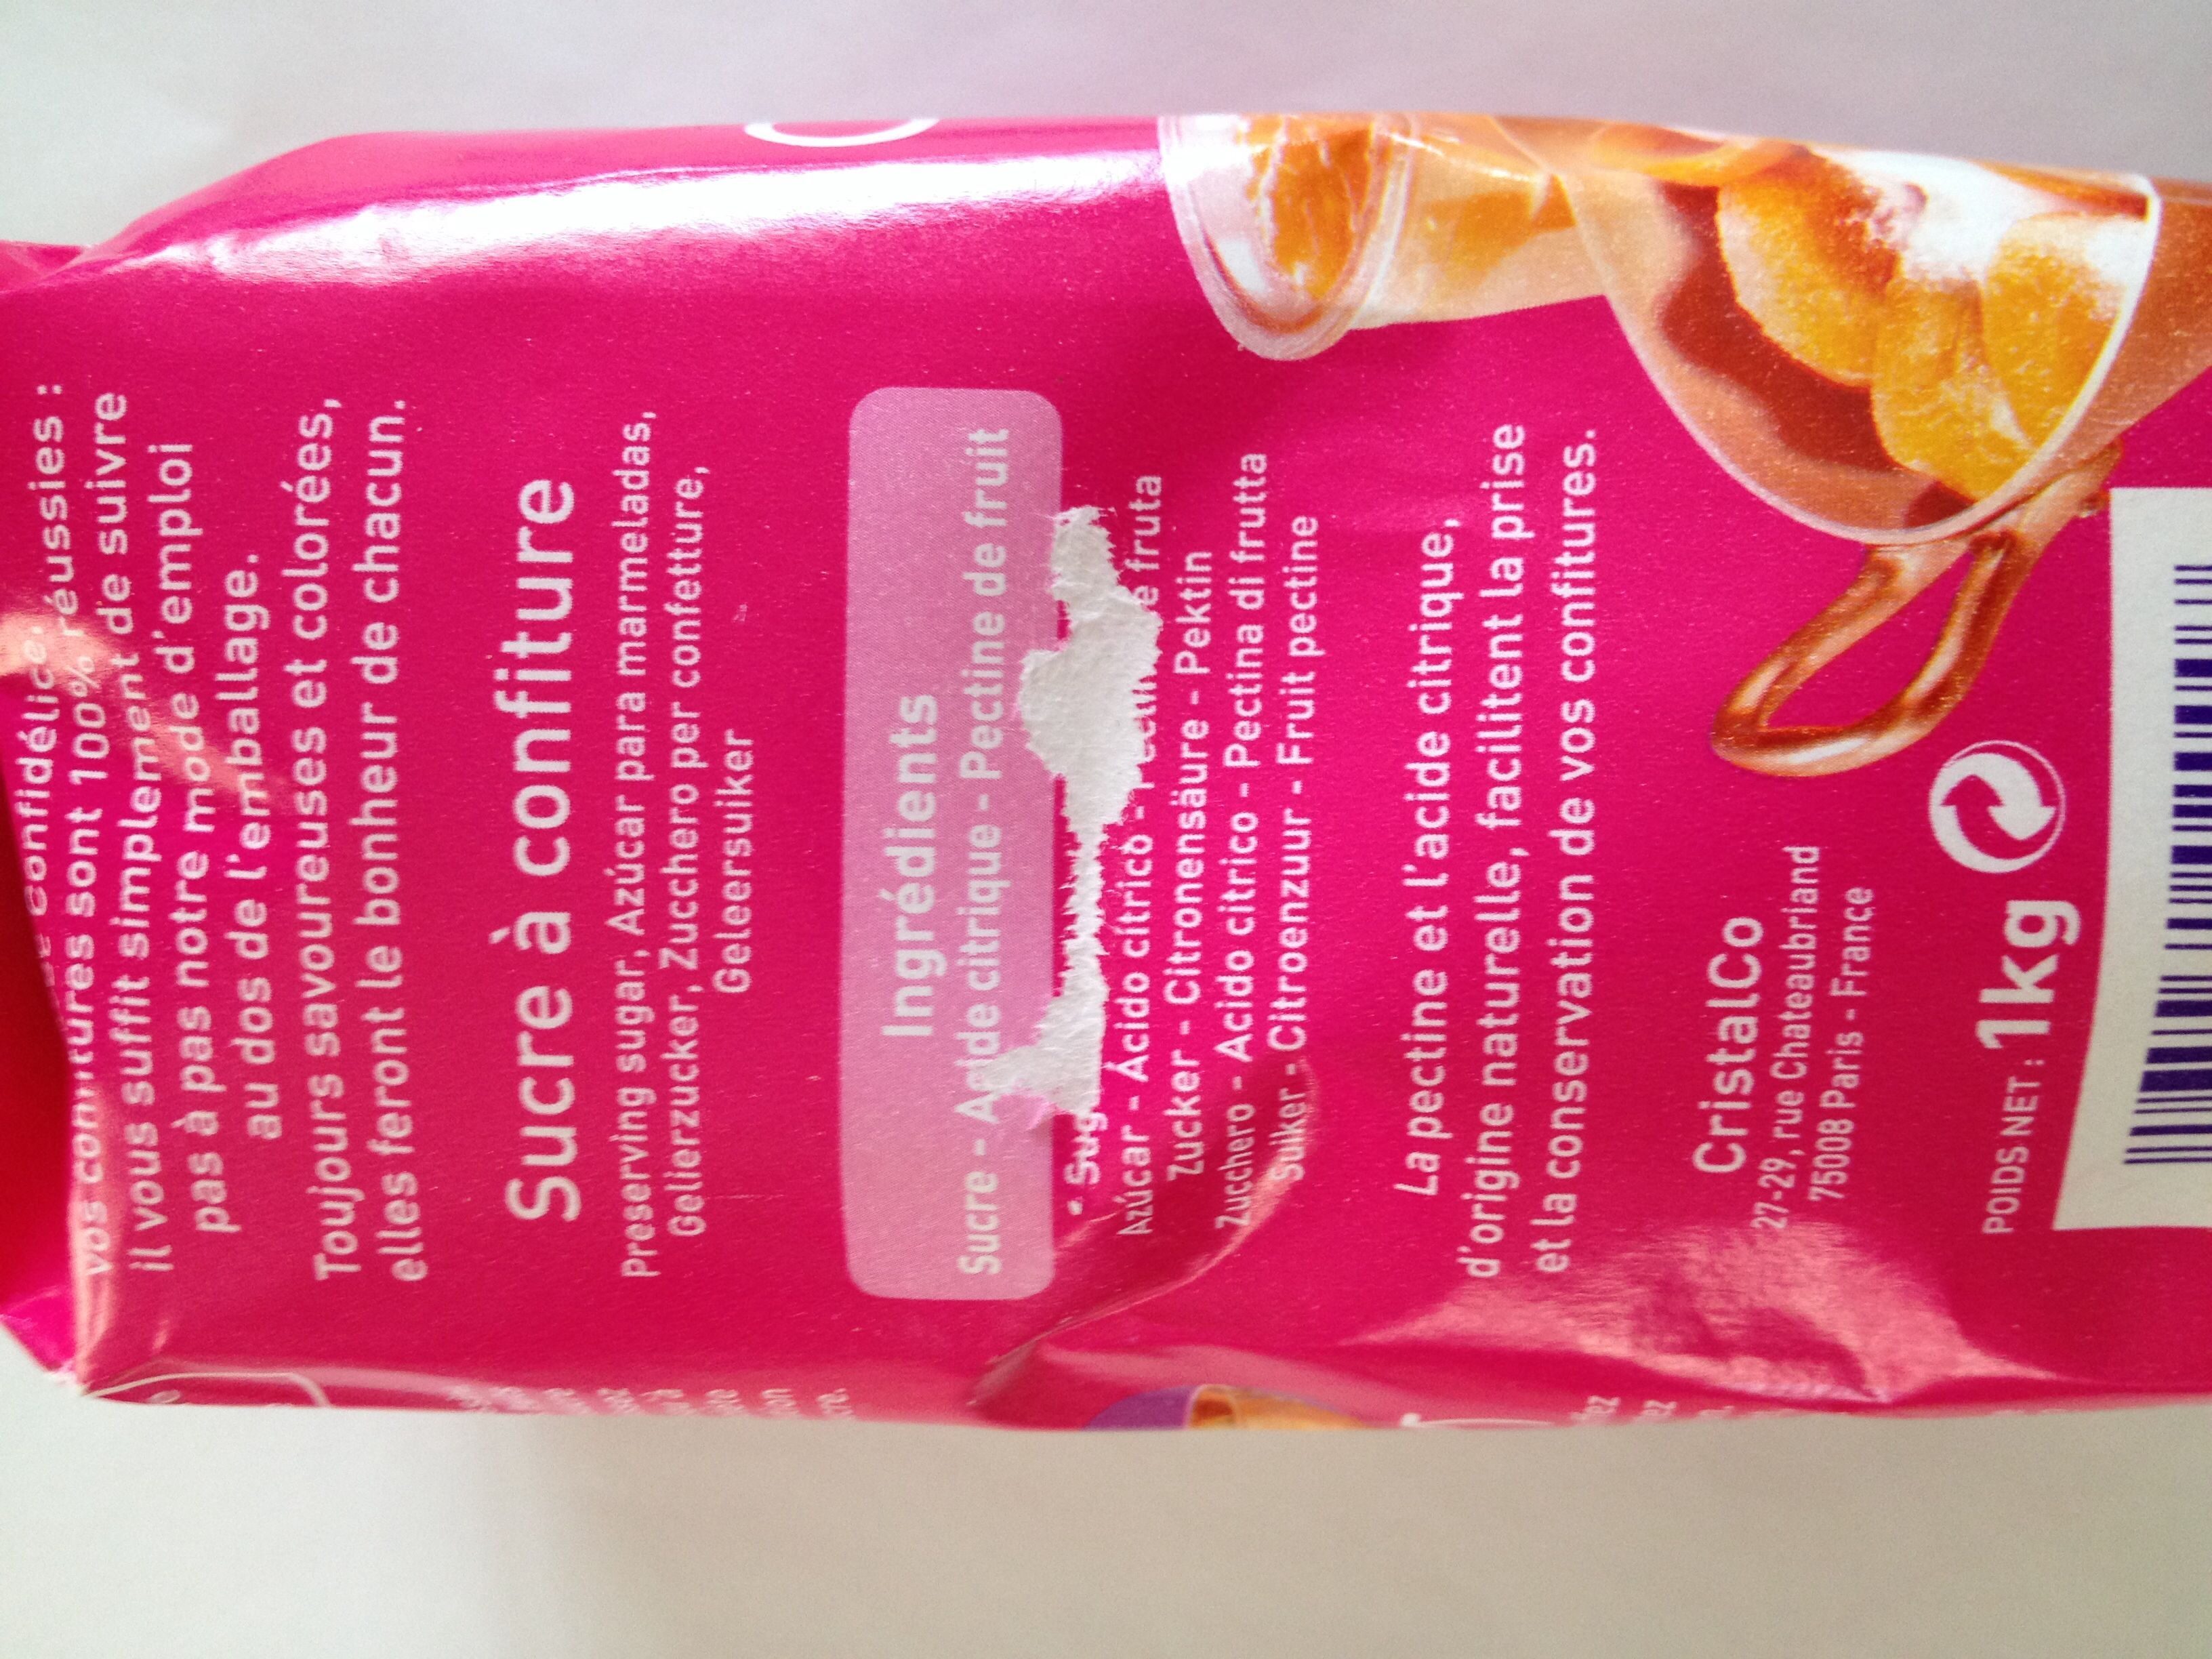 confidélice.
vos confitures sont 100% réussies :
il vous suffit simplement de suivre
pas à pas notre mode d'emploi
au dos de l'emballage.
Toujours savoureuses et colorées,
elles feront le bonheur de chacun.
Sucre à confiture
Preserving sugar, Azúcar para marmeladas,
Gelierzucker, Zucchero per confetture,
Geleersuiker
Ingrédients
Sucre - Acide citrique - Pectine de fruit
Azúcar - Ácido cítrico - fruta
Zucker - Citronensäure - Pektin
Zucchero - Acido citrico - Pectina di frutta
Suiker - Citroenzuur - Fruit pectine
La pectine et l'acide citrique,
d'origine naturelle, facilitent la prise
et la conservation de vos confitures.
CristalCo
27-29, rue Chateaubriand
75008 Paris - France
POIDS NET : 1kg